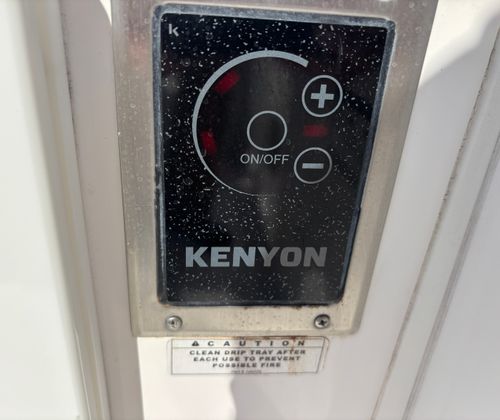 k
+
ON/OFF
−
KENYON
CAUTION
CLEAN DRIP TRAY AFTER
EACH USE TO PREVENT
POSSIBLE FIRE